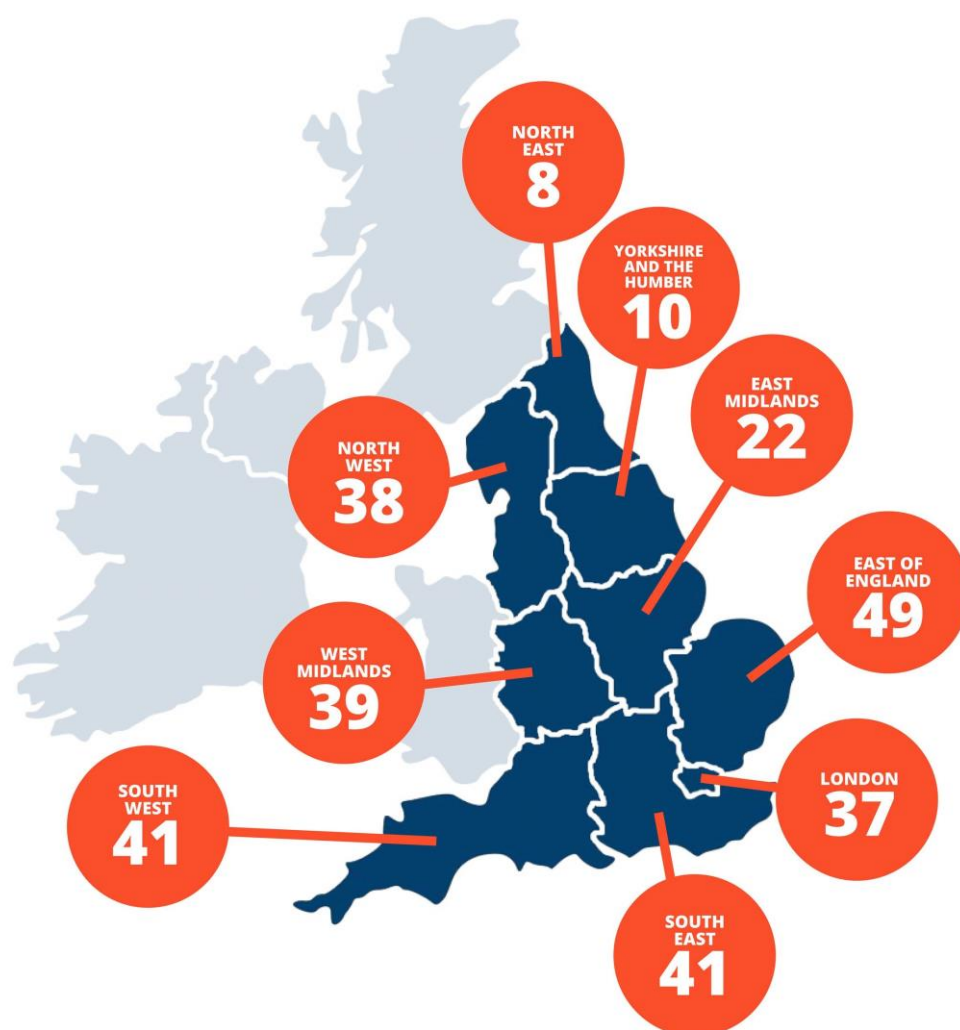 NORTH
EAST
8
YORKSHIRE
AND THE
HUMBER
10
EAST
MIDLANDS
22
NORTH
WEST
38
EAST OF
ENGLAND
49
WEST
MIDLANDS
39
SOUTH
WEST
41
LONDON
37
SOUTH
EAST
41